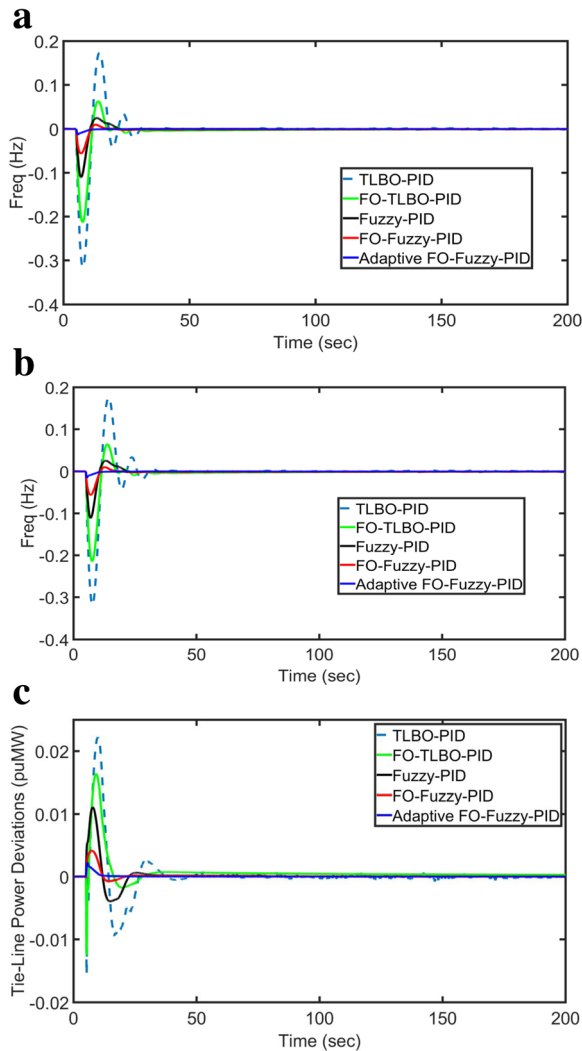 a
0.2
0.1
0
-0.1
-0.2
-0.3
-0.4
Freq (Hz)
TLBO-PID
FO-TLBO-PID
Fuzzy-PID
FO-Fuzzy-PID
Adaptive FO-Fuzzy-PID
0 50 100 150 200
Time (sec)
b
0.2
0.1
0
-0.1
-0.2
-0.3
-0.4
Freq (Hz)
TLBO-PID
FO-TLBO-PID
Fuzzy-PID
FO-Fuzzy-PID
Adaptive FO-Fuzzy-PID
0 50 100 150 200
Time (sec)
c
0.02
0.01
0
-0.01
-0.02
Tie-Line Power Deviations (puMW)
TLBO-PID
FO-TLBO-PID
Fuzzy-PID
FO-Fuzzy-PID
Adaptive FO-Fuzzy-PID
0 50 100 150 200
Time (sec)